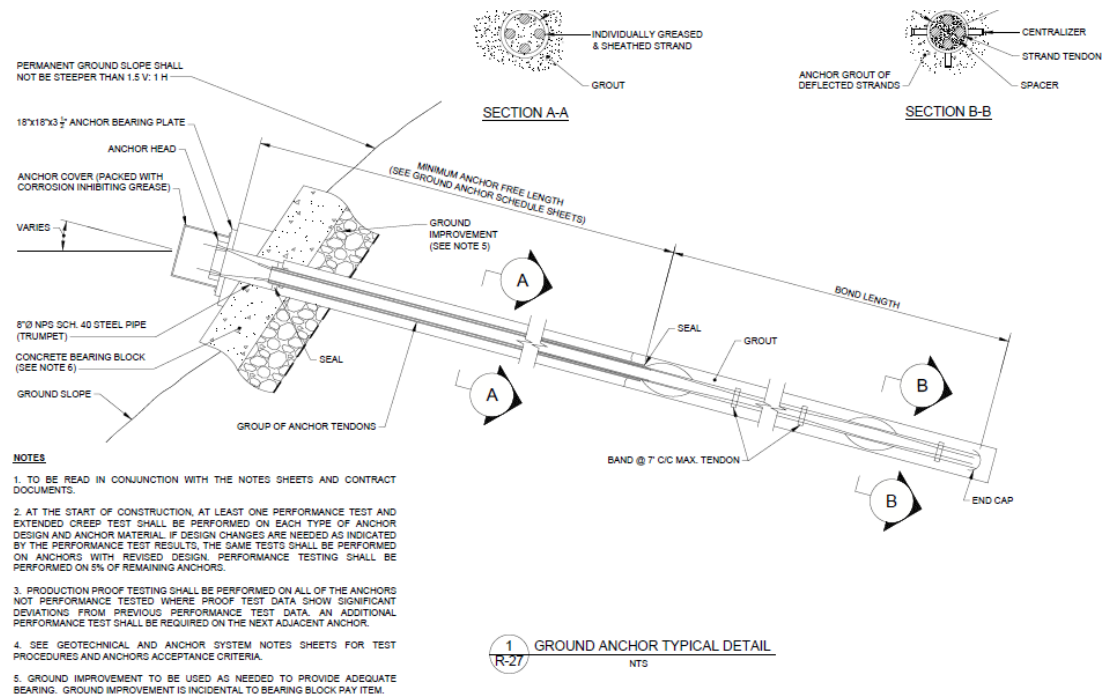 INDIVIDUALLY GREASED
& SHEATHED STRAND
GROUT
SECTION A-A
CENTRALIZER
STRAND TENDON
ANCHOR GROUT OF
DEFLECTED STRANDS
SPACER
SECTION B-B
PERMANENT GROUND SLOPE SHALL
NOT BE STEEPER THAN 1.5 V: 1 H
18"x18"x3 1/2" ANCHOR BEARING PLATE
ANCHOR HEAD
ANCHOR COVER (PACKED WITH
CORROSION INHIBITING GREASE)
VARIES
MINIMUM ANCHOR FREE LENGTH
(SEE GROUND ANCHOR SCHEDULE SHEETS)
GROUND
IMPROVEMENT
(SEE NOTE 5)
A
BOND LENGTH
8"Ø NPS SCH. 40 STEEL PIPE
(TRUMPET)
CONCRETE BEARING BLOCK
(SEE NOTE 6)
GROUND SLOPE
SEAL
SEAL
GROUT
A
B
GROUP OF ANCHOR TENDONS
BAND @ 7' C/C MAX. TENDON
B
END CAP
NOTES
1. TO BE READ IN CONJUNCTION WITH THE NOTES SHEETS AND CONTRACT
DOCUMENTS.
2. AT THE START OF CONSTRUCTION, AT LEAST ONE PERFORMANCE TEST AND
EXTENDED CREEP TEST SHALL BE PERFORMED ON EACH TYPE OF ANCHOR
DESIGN AND ANCHOR MATERIAL. IF DESIGN CHANGES ARE NEEDED AS INDICATED
BY THE PERFORMANCE TEST RESULTS, THE SAME TESTS SHALL BE PERFORMED
ON ANCHORS WITH REVISED DESIGN. PERFORMANCE TESTING SHALL BE
PERFORMED ON 5% OF REMAINING ANCHORS.
3. PRODUCTION PROOF TESTING SHALL BE PERFORMED ON ALL OF THE ANCHORS
NOT PERFORMANCE TESTED WHERE PROOF TEST DATA SHOW SIGNIFICANT
DEVIATIONS FROM PREVIOUS PERFORMANCE TEST DATA. AN ADDITIONAL
PERFORMANCE TEST SHALL BE REQUIRED ON THE NEXT ADJACENT ANCHOR.
4. SEE GEOTECHNICAL AND ANCHOR SYSTEM NOTES SHEETS FOR TEST
PROCEDURES AND ANCHORS ACCEPTANCE CRITERIA.
5. GROUND IMPROVEMENT TO BE USED AS NEEDED TO PROVIDE ADEQUATE
BEARING. GROUND IMPROVEMENT IS INCIDENTAL TO BEARING BLOCK PAY ITEM.
1
R-27
GROUND ANCHOR TYPICAL DETAIL
NTS